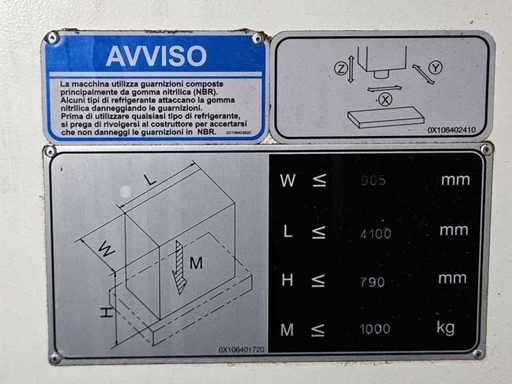 AVVISO
La macchina utilizza guarnizioni composte
principalmente da gomma nitrilica (NBR).
Alcuni tipi di refrigerante attaccano la gomma
nitrilica danneggiando le guarnizioni.
Prima di utilizzare qualsiasi tipo di refrigerante,
si prega di rivolgersi al costruttore per accertarsi
che non danneggi le guarnizioni in NBR.
Z
Y
X
0X106402410
L
W
M
H
0X106401720
W ≤ 905 mm
L ≤ 4100 mm
H ≤ 790 mm
M ≤ 1000 kg